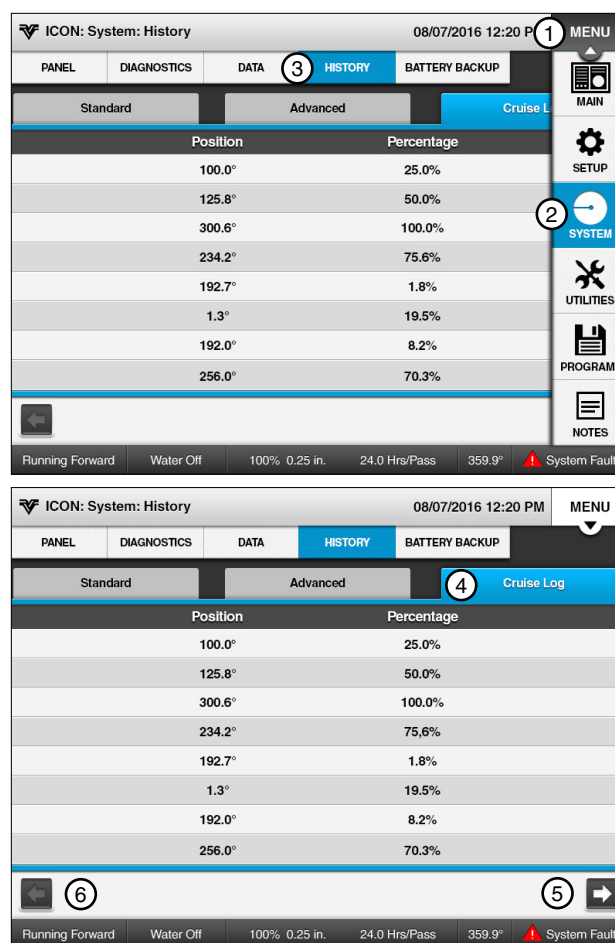 ICON: System: History 08/07/2016 12:20 P 1 MENU
PANEL DIAGNOSTICS DATA 3 HISTORY BATTERY BACKUP
MAIN
Standard Advanced Cruise L
Position Percentage
SETUP
100.0° 25.0%
125.8° 50.0%
300.6° 100.0%
2 SYSTEM
234.2° 75.6%
192.7° 1.8%
UTILITIES
1.3° 19.5%
192.0° 8.2%
PROGRAM
256.0° 70.3%
NOTES
Running Forward Water Off 100% 0.25 in. 24.0 Hrs/Pass 359.9° System Fault
ICON: System: History 08/07/2016 12:20 PM MENU
PANEL DIAGNOSTICS DATA HISTORY BATTERY BACKUP
Standard Advanced 4 Cruise Log
Position Percentage
100.0° 25.0%
125.8° 50.0%
300.6° 100.0%
234.2° 75,6%
192.7° 1.8%
1.3° 19.5%
192.0° 8.2%
256.0° 70.3%
6 5
Running Forward Water Off 100% 0.25 in. 24.0 Hrs/Pass 359.9° System Fault